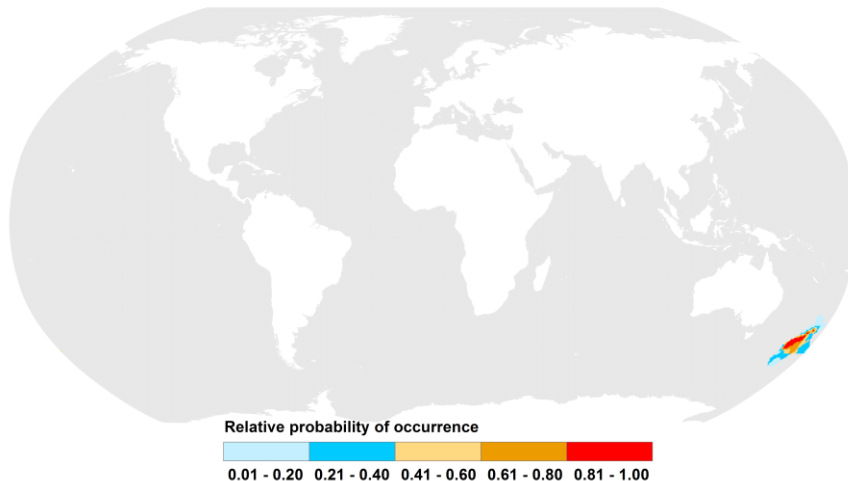 Relative probability of occurrence
0.01 - 0.20 0.21 - 0.40 0.41 - 0.60 0.61 - 0.80 0.81 - 1.00